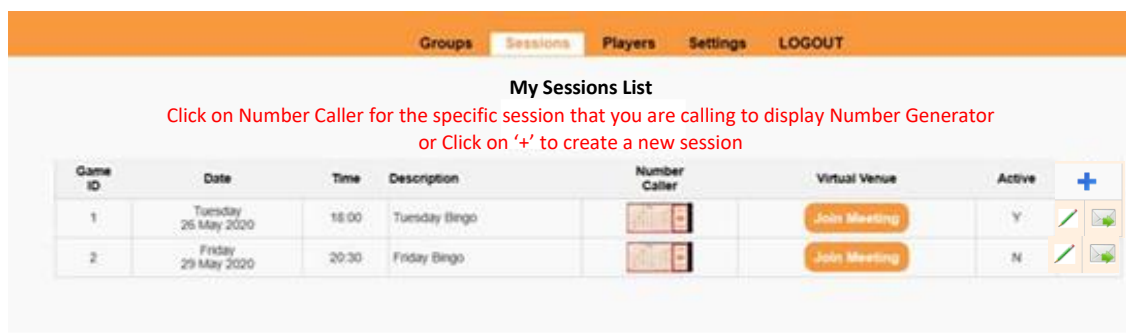 Groups Sessions Players Settings LOGOUT
My Sessions List
Click on Number Caller for the specific session that you are calling to display Number Generator
or Click on ‘+’ to create a new session
Game ID Date Time Description Number Caller Virtual Venue Active
1 Tuesday 26 May 2020 18:00 Tuesday Bingo Join Meeting Y
2 Friday 29 May 2020 20:30 Friday Bingo Join Meeting N